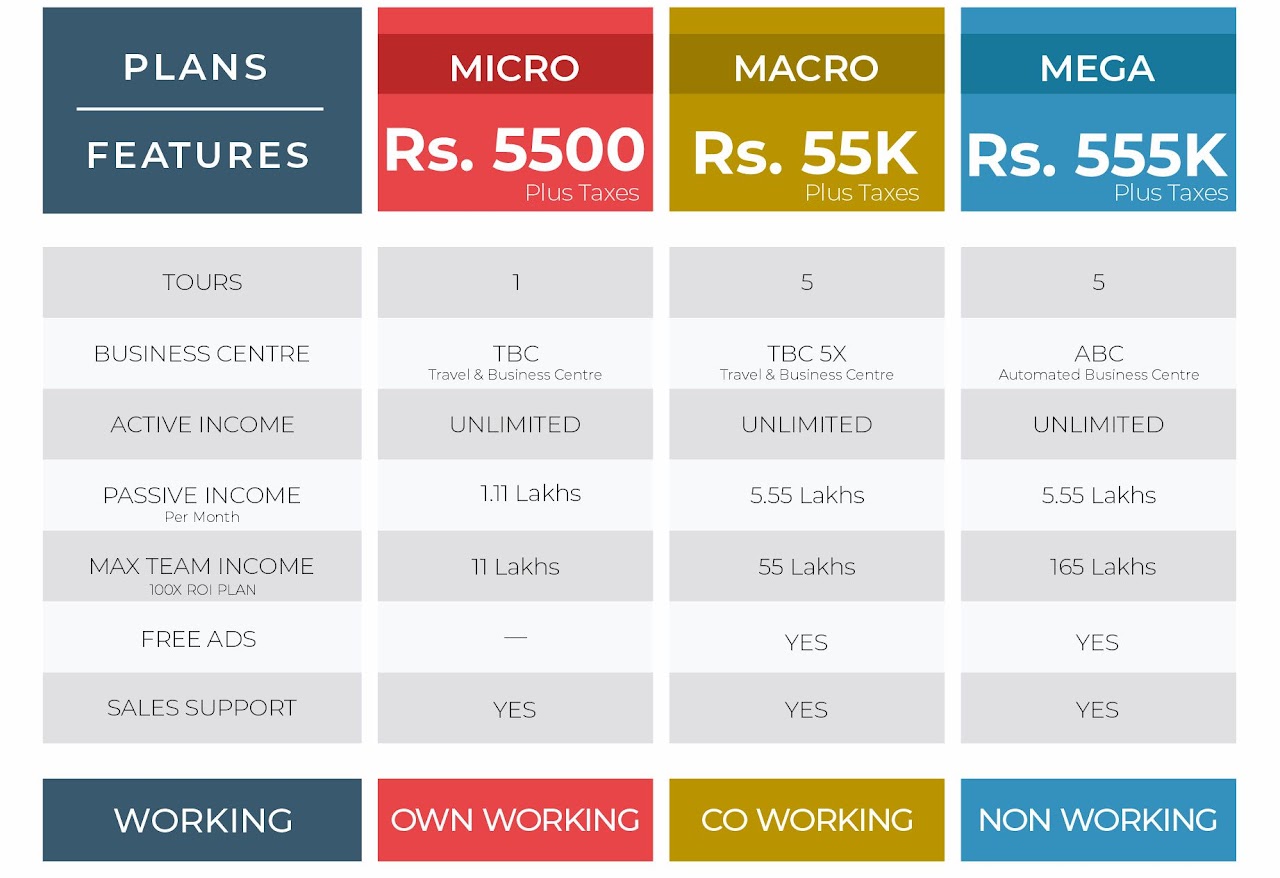 PLANS
FEATURES
MICRO
Rs. 5500
Plus Taxes
MACRO
Rs. 55K
Plus Taxes
MEGA
Rs. 555K
Plus Taxes
TOURS 1 5 5
BUSINESS CENTRE TBC TBC 5X ABC
Travel & Business Centre Travel & Business Centre Automated Business Centre
ACTIVE INCOME UNLIMITED UNLIMITED UNLIMITED
PASSIVE INCOME 1.11 Lakhs 5.55 Lakhs 5.55 Lakhs
Per Month
MAX TEAM INCOME 11 Lakhs 55 Lakhs 165 Lakhs
100X ROI PLAN
FREE ADS — YES YES
SALES SUPPORT YES YES YES
WORKING OWN WORKING CO WORKING NON WORKING